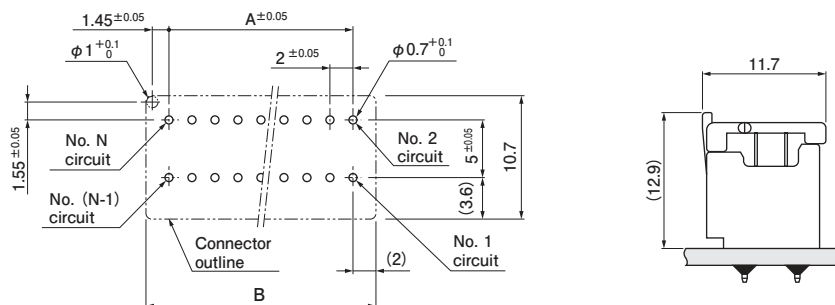 1.45±0.05
A±0.05
φ1 +0.1 0
2 ±0.05
φ0.7 +0.1 0
1.55±0.05
No. N
circuit
No. 2
circuit
5 ±0.05
10.7
(3.6)
No. (N-1)
circuit
Connector
outline
(2)
No. 1
circuit
B
11.7
(12.9)